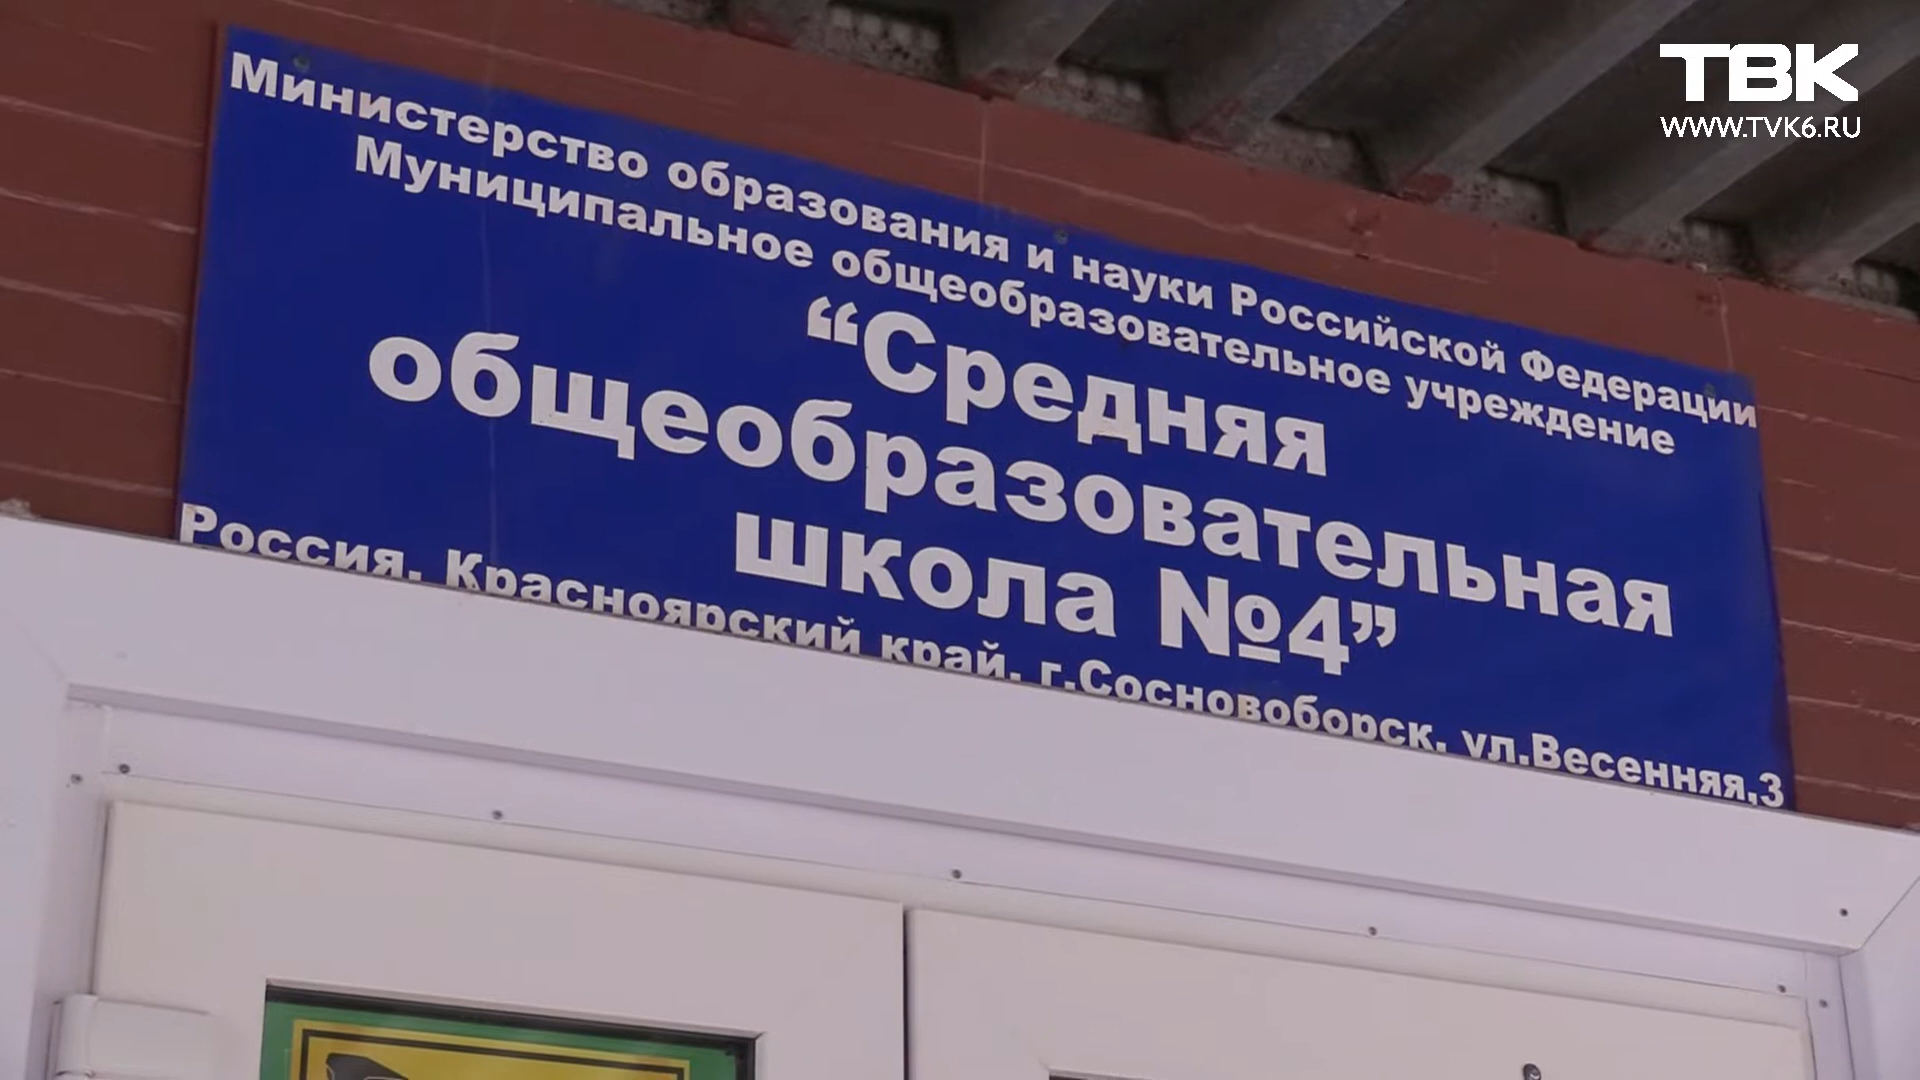 ТВК
WWW.TVK6.RU
Министерство образования и науки Российской Федерации
Муниципальное общеобразовательное учреждение
“Средняя
общеобразовательная
школа №4”
Россия, Красноярский край, г.Сосновоборск, ул.Весенняя,3